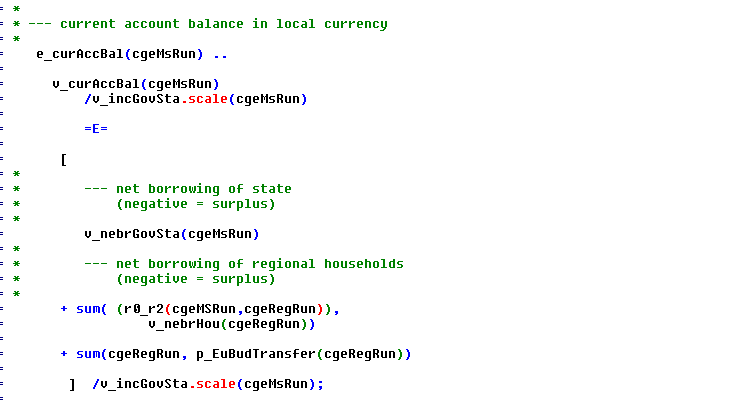 = *
= * --- current account balance in local currency
= *
= e_curAccBal(cgeMsRun) ..
=
= v_curAccBal(cgeMsRun)
= /v_incGovSta.scale(cgeMsRun)
=
= =E=
=
= [
= *
= * --- net borrowing of state
= * (negative = surplus)
= *
= v_nebrGovSta(cgeMsRun)
= *
= * --- net borrowing of regional households
= * (negative = surplus)
= *
= + sum( (r0_r2(cgeMSRun,cgeRegRun)),
= v_nebrHou(cgeRegRun))
=
= + sum(cgeRegRun, p_EuBudTransfer(cgeRegRun))
=
= ] /v_incGovSta.scale(cgeMsRun);
=